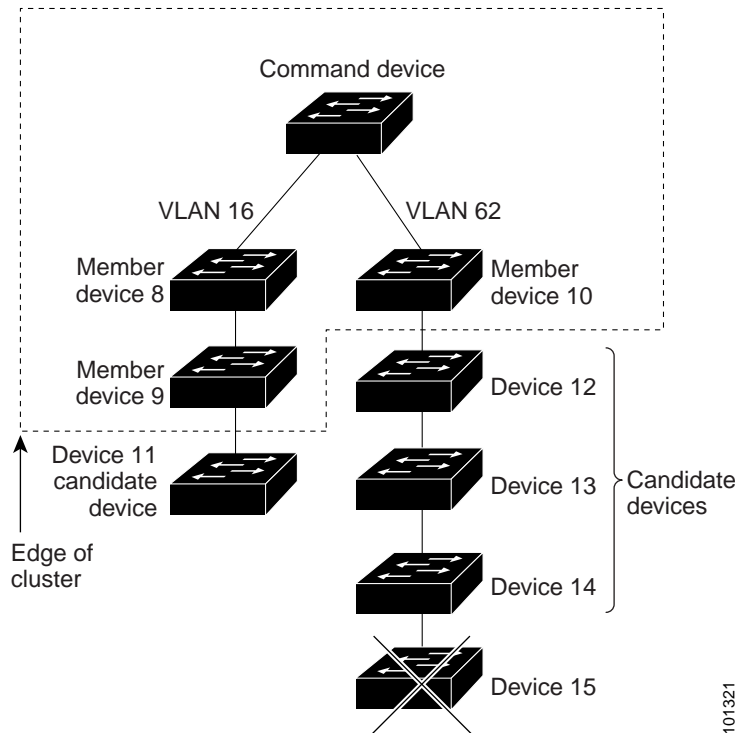 Command device
VLAN 16
VLAN 62
Member
device 8
Member
device 10
Member
device 9
Device 12
Device 11
candidate
device
Device 13
Candidate
devices
Edge of
cluster
Device 14
Device 15
101321